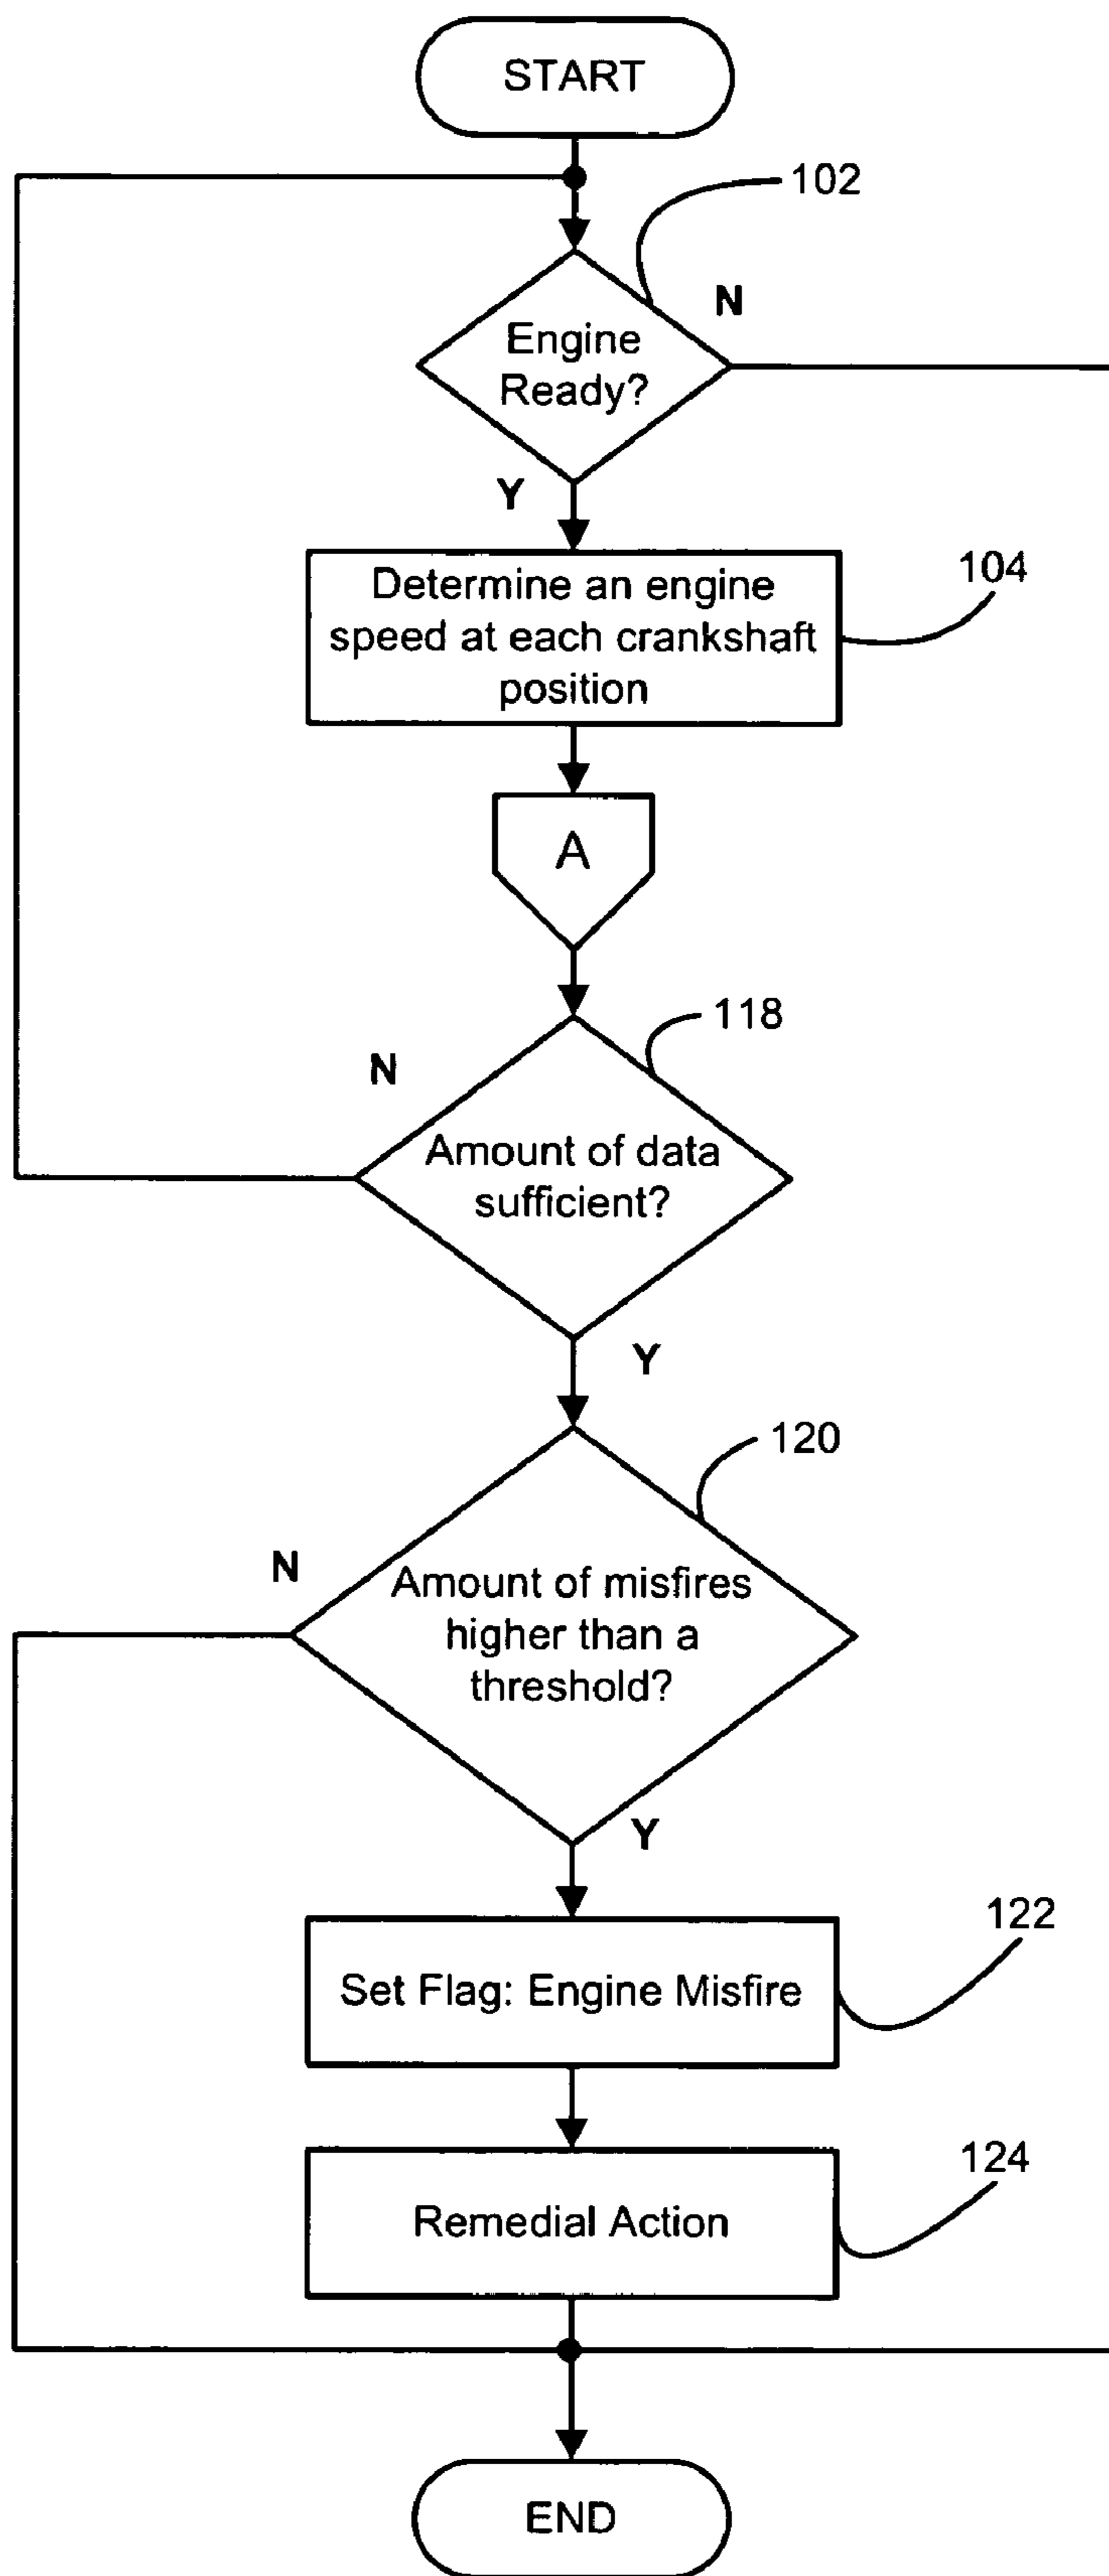 START
102
N
Engine
Ready?
Y
Determine an engine
speed at each crankshaft
position
104
A
118
N
Amount of data
sufficient?
Y
120
N
Amount of misfires
higher than a
threshold?
Y
122
Set Flag: Engine Misfire
124
Remedial Action
END